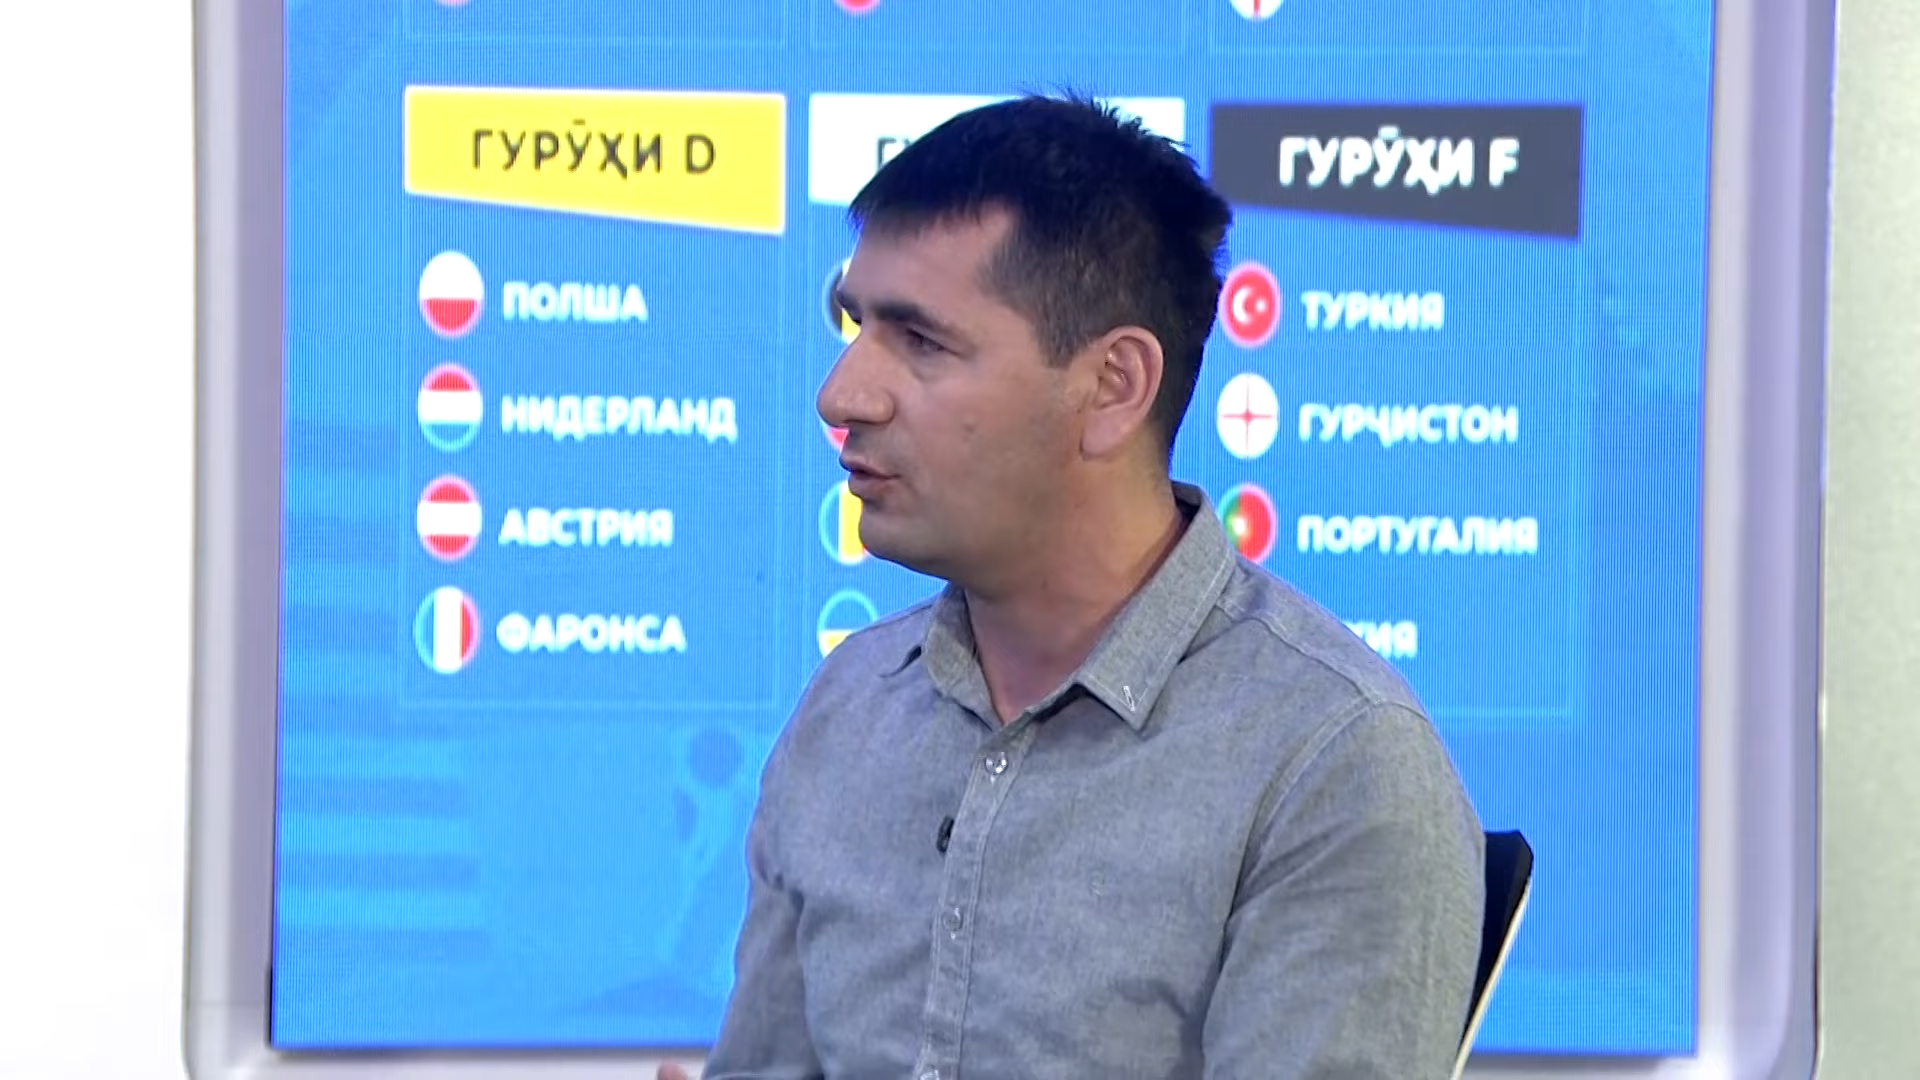 ГУРӮҲИ D
ПОЛША
НИДЕРЛАНД
АВСТРИЯ
ФАРОНСА
ГУРӮҲИ F
ТУРКИЯ
ГУРҶИСТОН
ПОРТУГАЛИЯ